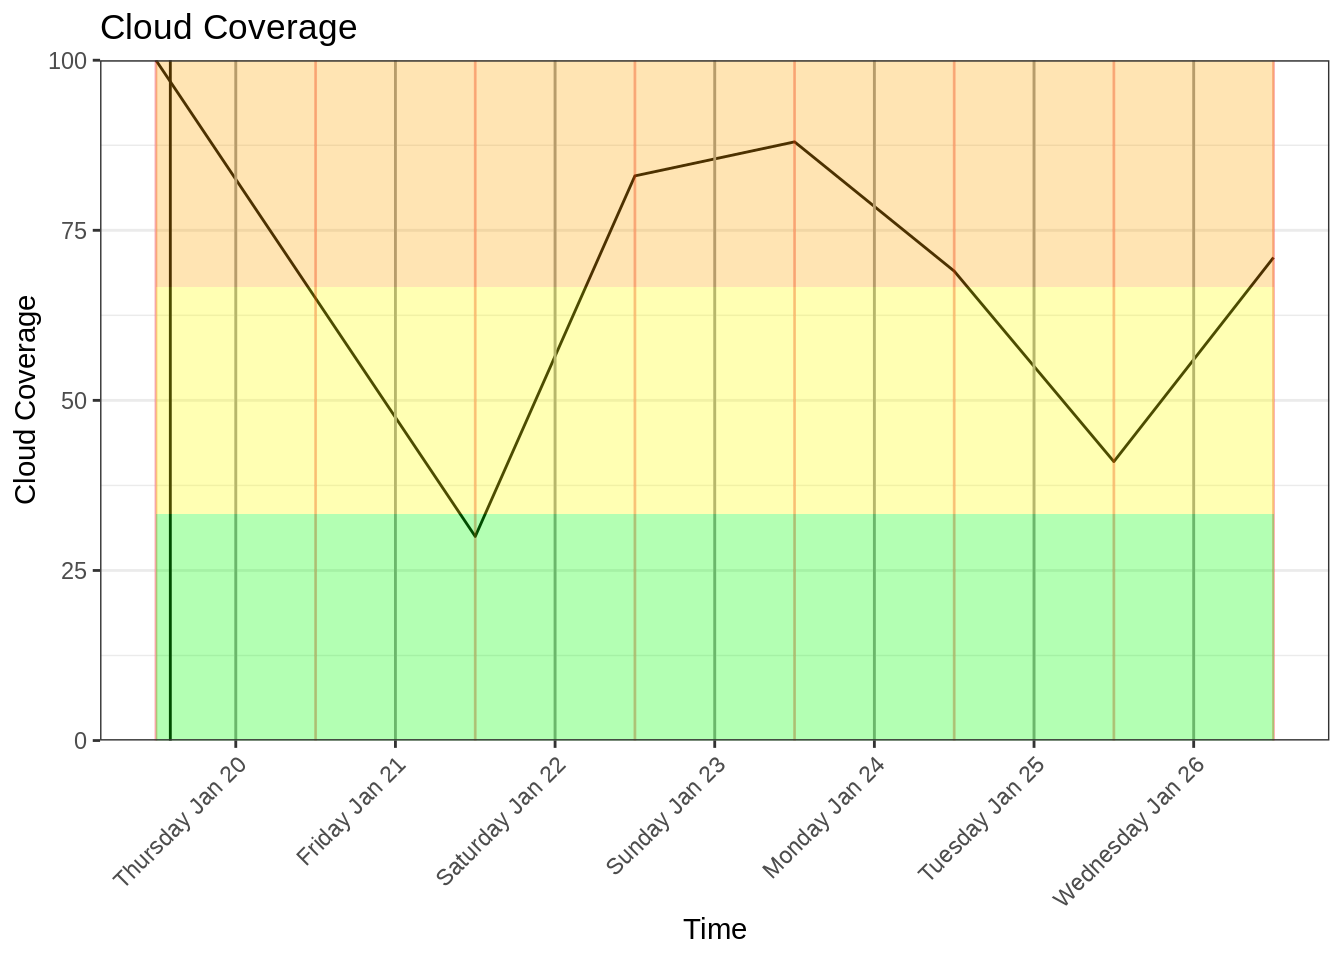 Cloud Coverage
100
75
50
25
0
Cloud Coverage
Thursday Jan 20
Friday Jan 21
Saturday Jan 22
Sunday Jan 23
Monday Jan 24
Tuesday Jan 25
Wednesday Jan 26
Time